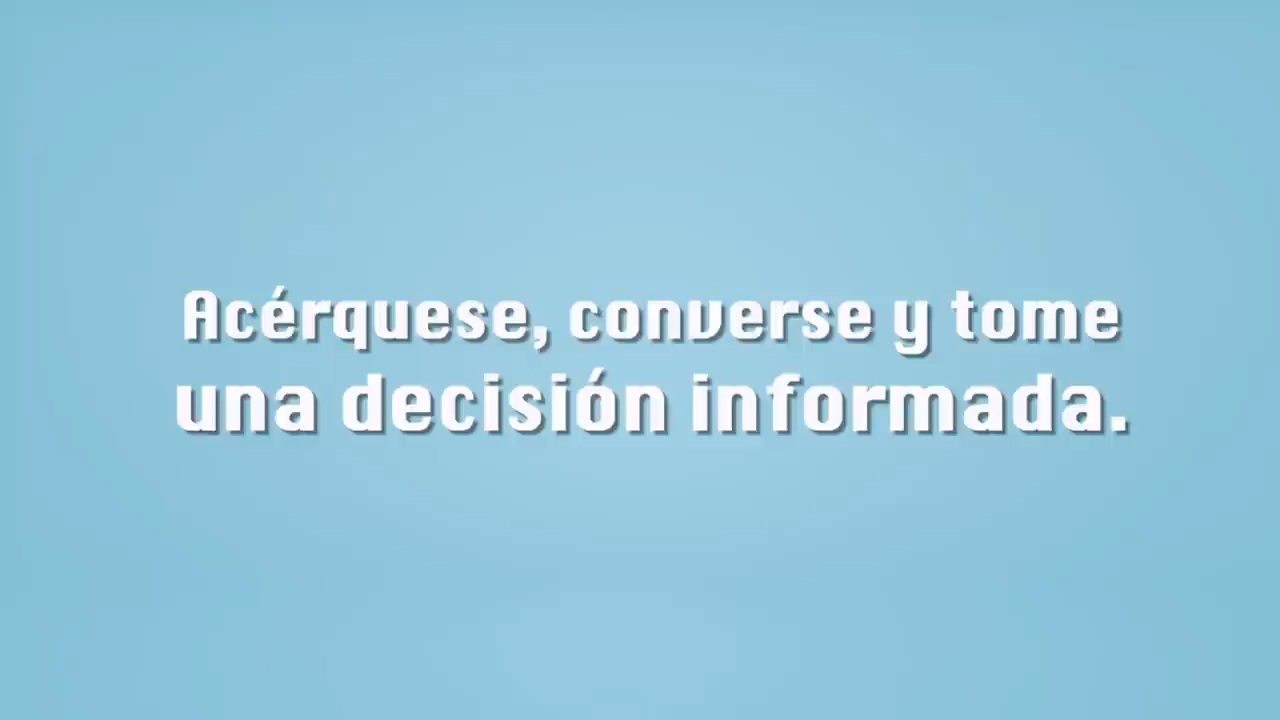 Acérquese, converse y tome
una decisión informada.